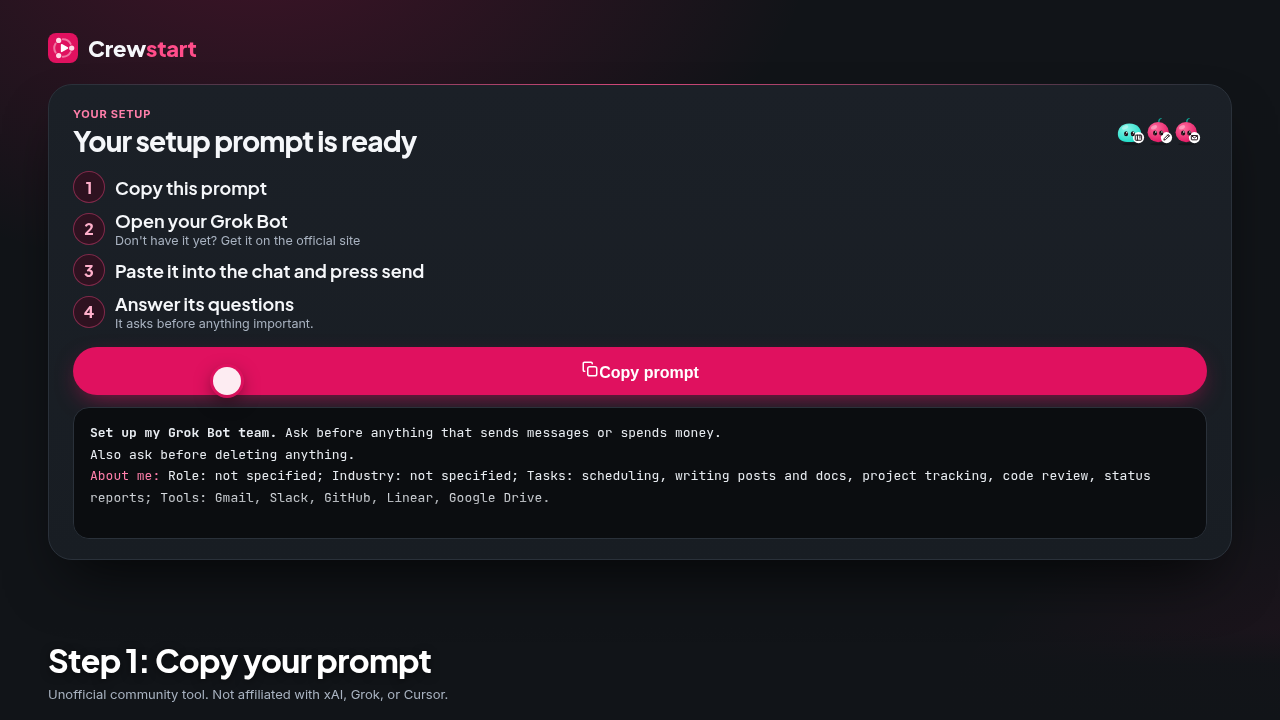 Crewstart
YOUR SETUP
Your setup prompt is ready
1 Copy this prompt
2 Open your Grok Bot
Don't have it yet? Get it on the official site
3 Paste it into the chat and press send
4 Answer its questions
It asks before anything important.
Copy prompt
Set up my Grok Bot team. Ask before anything that sends messages or spends money.
Also ask before deleting anything.
About me: Role: not specified; Industry: not specified; Tasks: scheduling, writing posts and docs, project tracking, code review, status
reports; Tools: Gmail, Slack, GitHub, Linear, Google Drive.
Step 1: Copy your prompt
Unofficial community tool. Not affiliated with xAI, Grok, or Cursor.